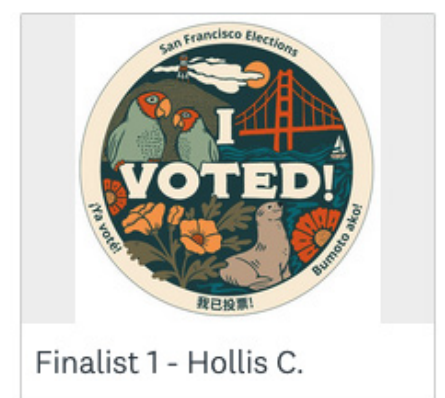 San Francisco Elections
I
VOTED!
¡Ya voté!
Bumoto ako!
我已投票!
Finalist 1 - Hollis C.